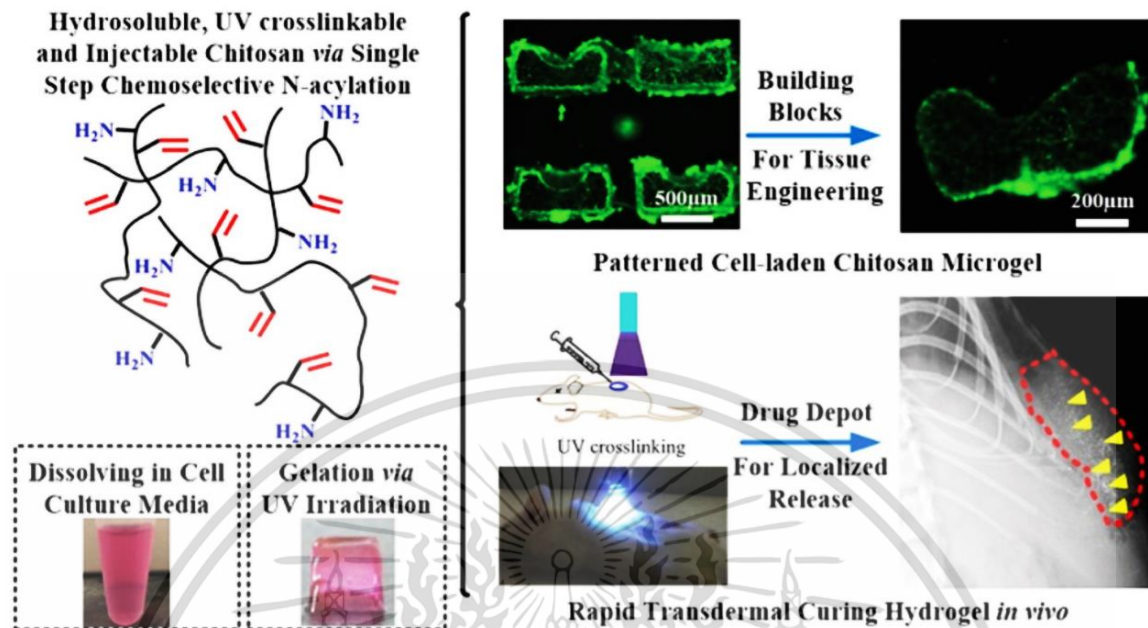 Hydrosoluble, UV crosslinkable
and Injectable Chitosan via Single
Step Chemoselective N-acylation
NH₂
H₂N
H₂N
NH₂
H₂N
NH₂
H₂N
H₂N
H₂N
Dissolving in Cell
Culture Media
Gelation via
UV Irradiation
500μm
Building
Blocks
For Tissue
Engineering
200μm
Patterned Cell-laden Chitosan Microgel
UV crosslinking
Drug Depot
For Localized
Release
Rapid Transdermal Curing Hydrogel in vivo